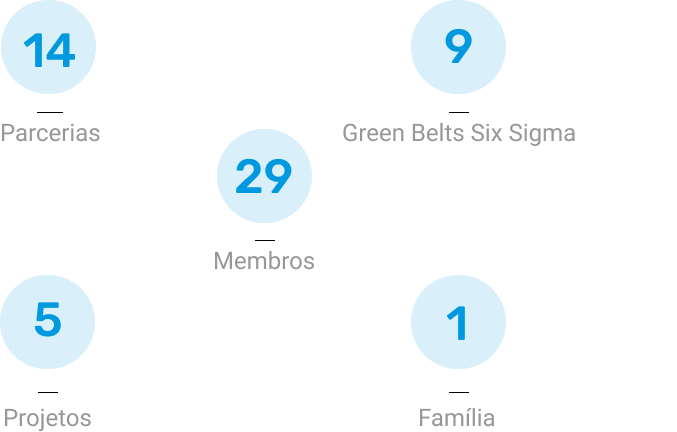 14
Parcerias
9
Green Belts Six Sigma
29
Membros
5
Projetos
1
Família